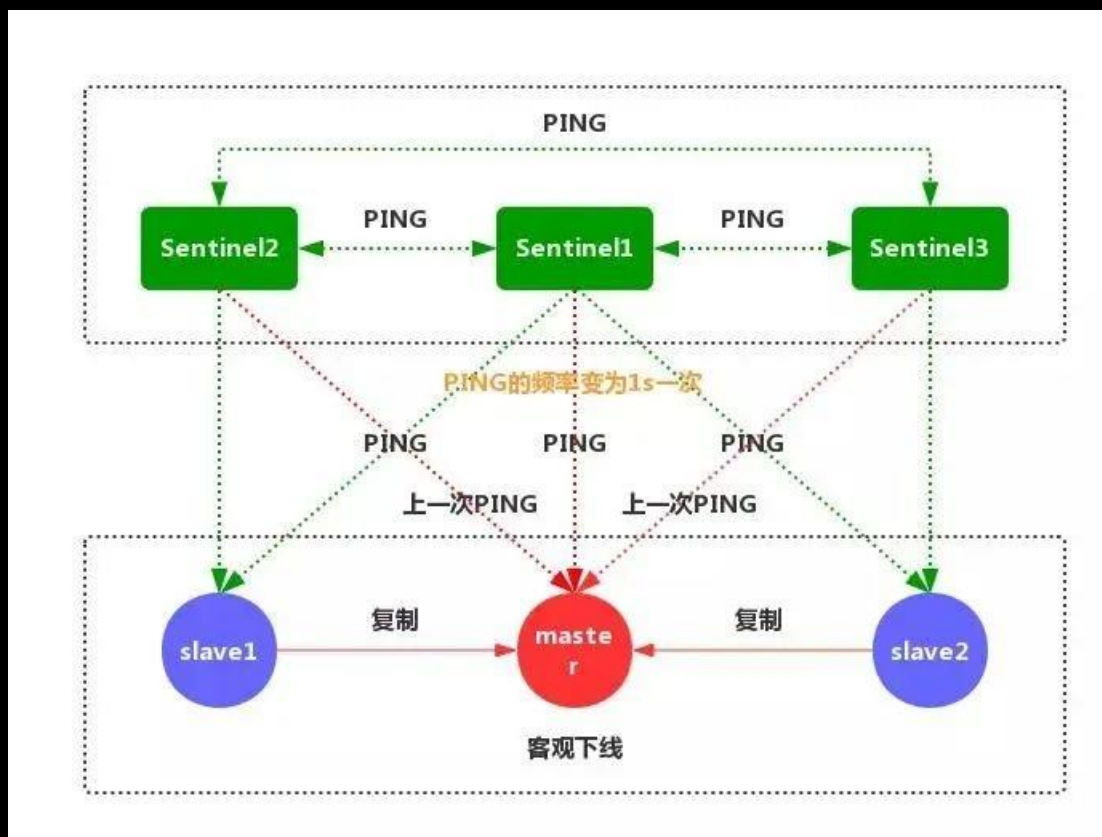 PING
PING
PING
Sentinel2
Sentinel1
Sentinel3
PING的频率变为1s一次
PING
PING
PING
上一次PING
上一次PING
复制
复制
slave1
maste
r
slave2
客观下线